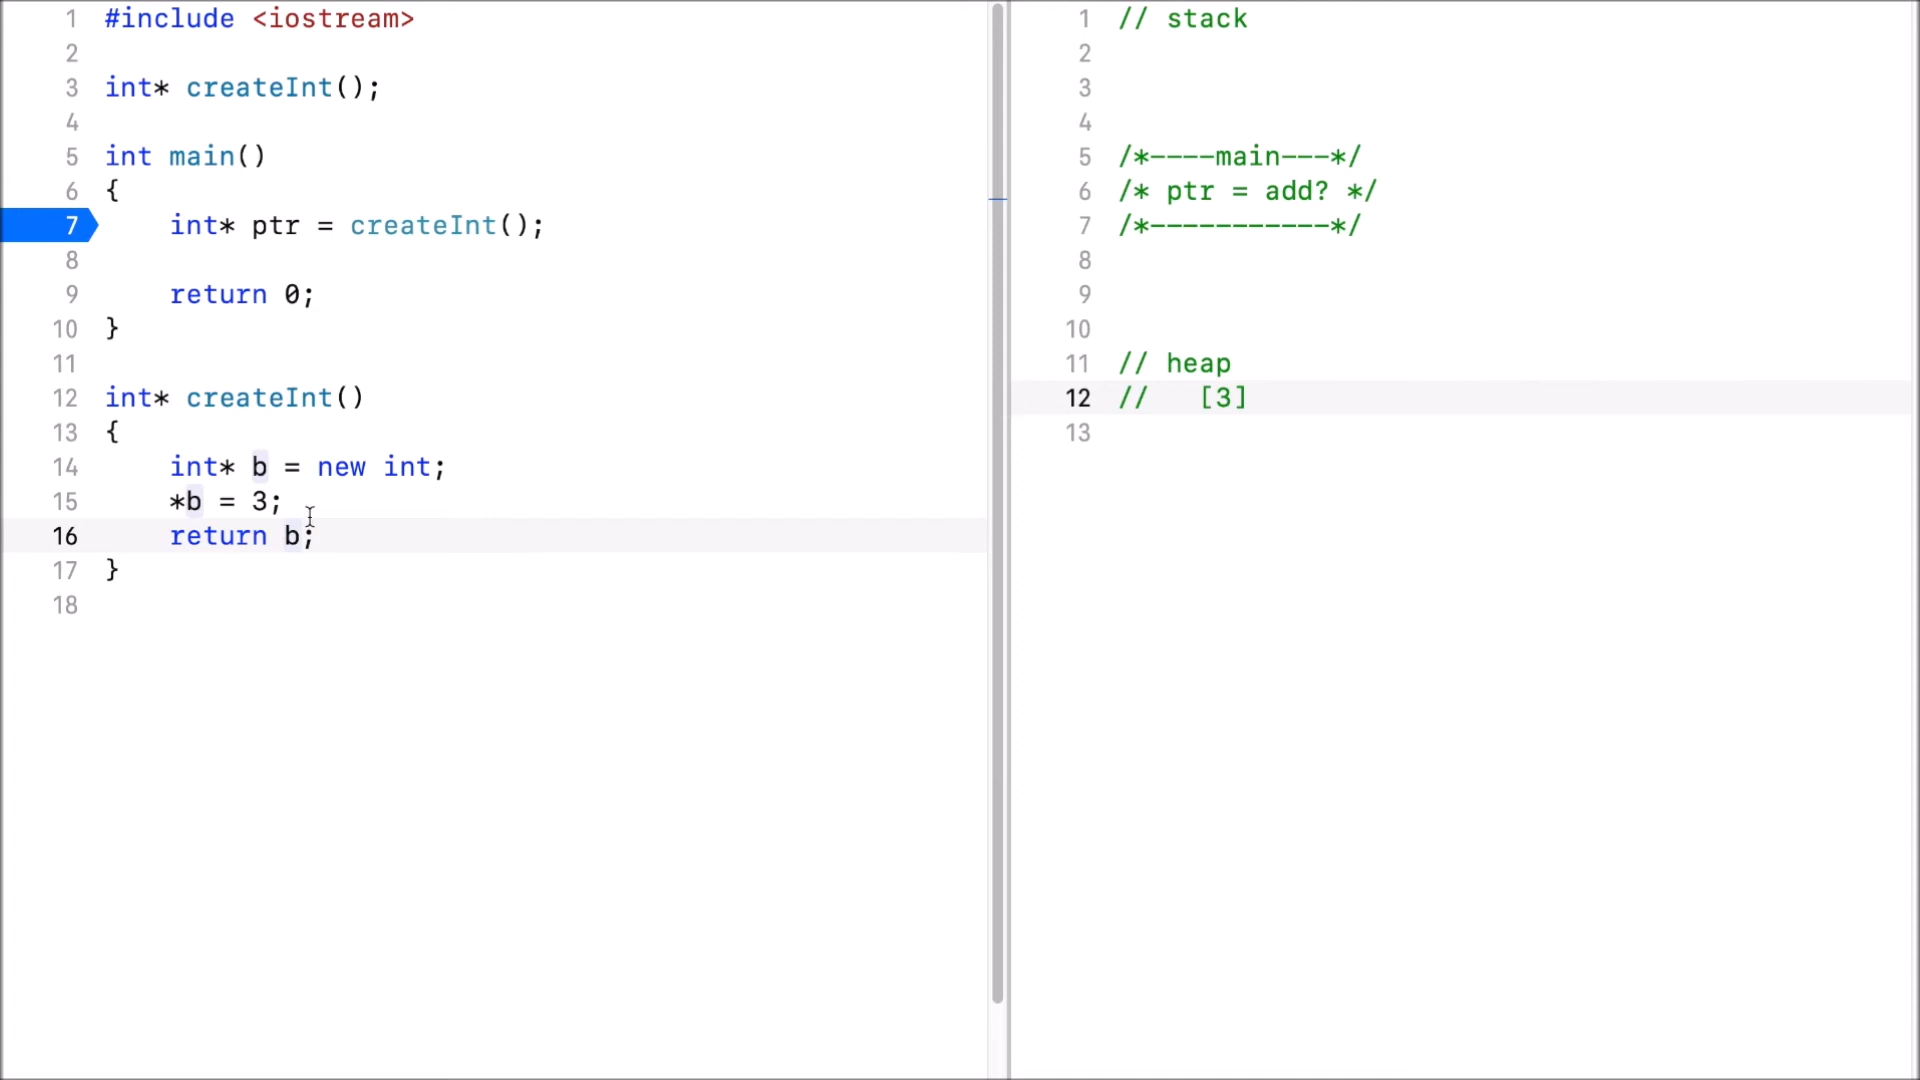 1 #include <iostream>
2
3 int* createInt();
4
5 int main()
6 {
7     int* ptr = createInt();
8
9     return 0;
10 }
11
12 int* createInt()
13 {
14     int* b = new int;
15     *b = 3;
16     return b;
17 }
18
1 // stack
2
3
4
5 /*----main---*/
6 /* ptr = add? */
7 /*-----------*/
8
9
10
11 // heap
12 //   [3]
13